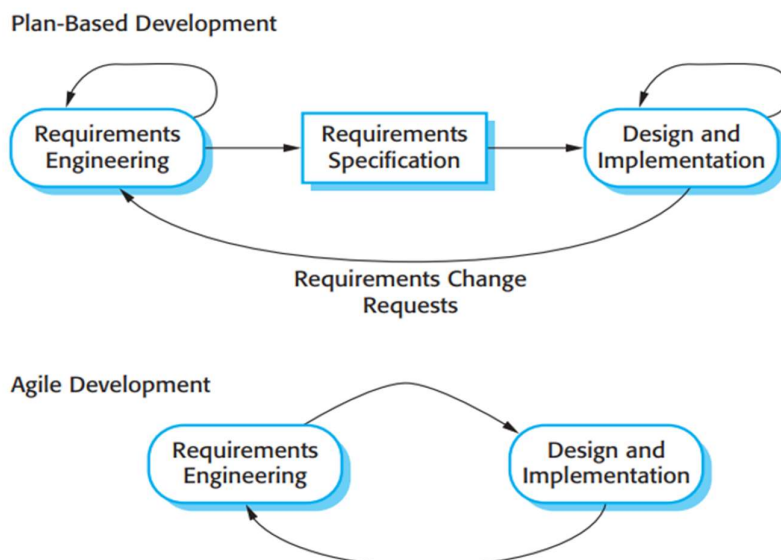 Plan-Based Development
Requirements
Engineering
Requirements
Specification
Design and
Implementation
Requirements Change
Requests
Agile Development
Requirements
Engineering
Design and
Implementation